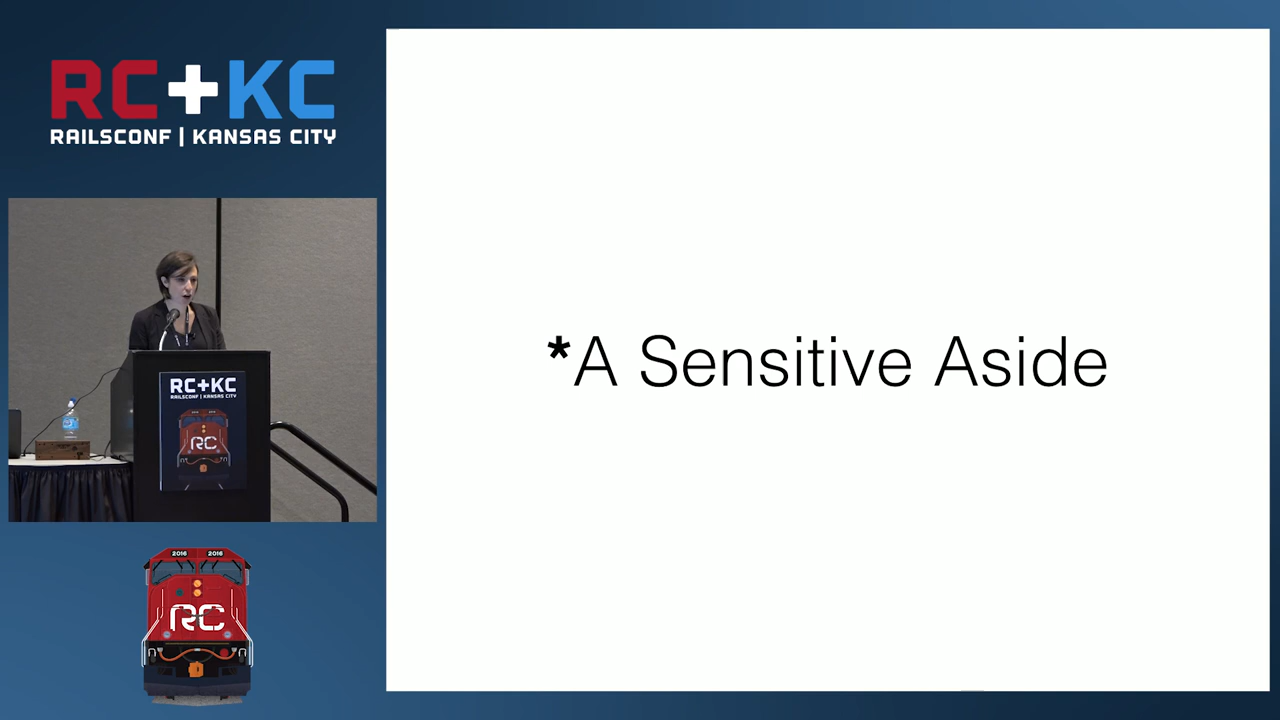 RC+KC
RAILSCONF | KANSAS CITY
*A Sensitive Aside
RC+KC
RAILSCONF | KANSAS CITY
RC
2016 2016
RC